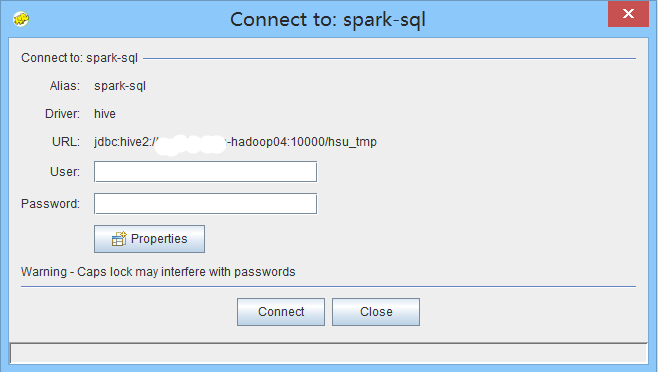 Connect to: spark-sql
Connect to: spark-sql
Alias: spark-sql
Driver: hive
URL: jdbc:hive2:/ -hadoop04:10000/hsu_tmp
User:
Password:
Properties
Warning - Caps lock may interfere with passwords
Connect Close